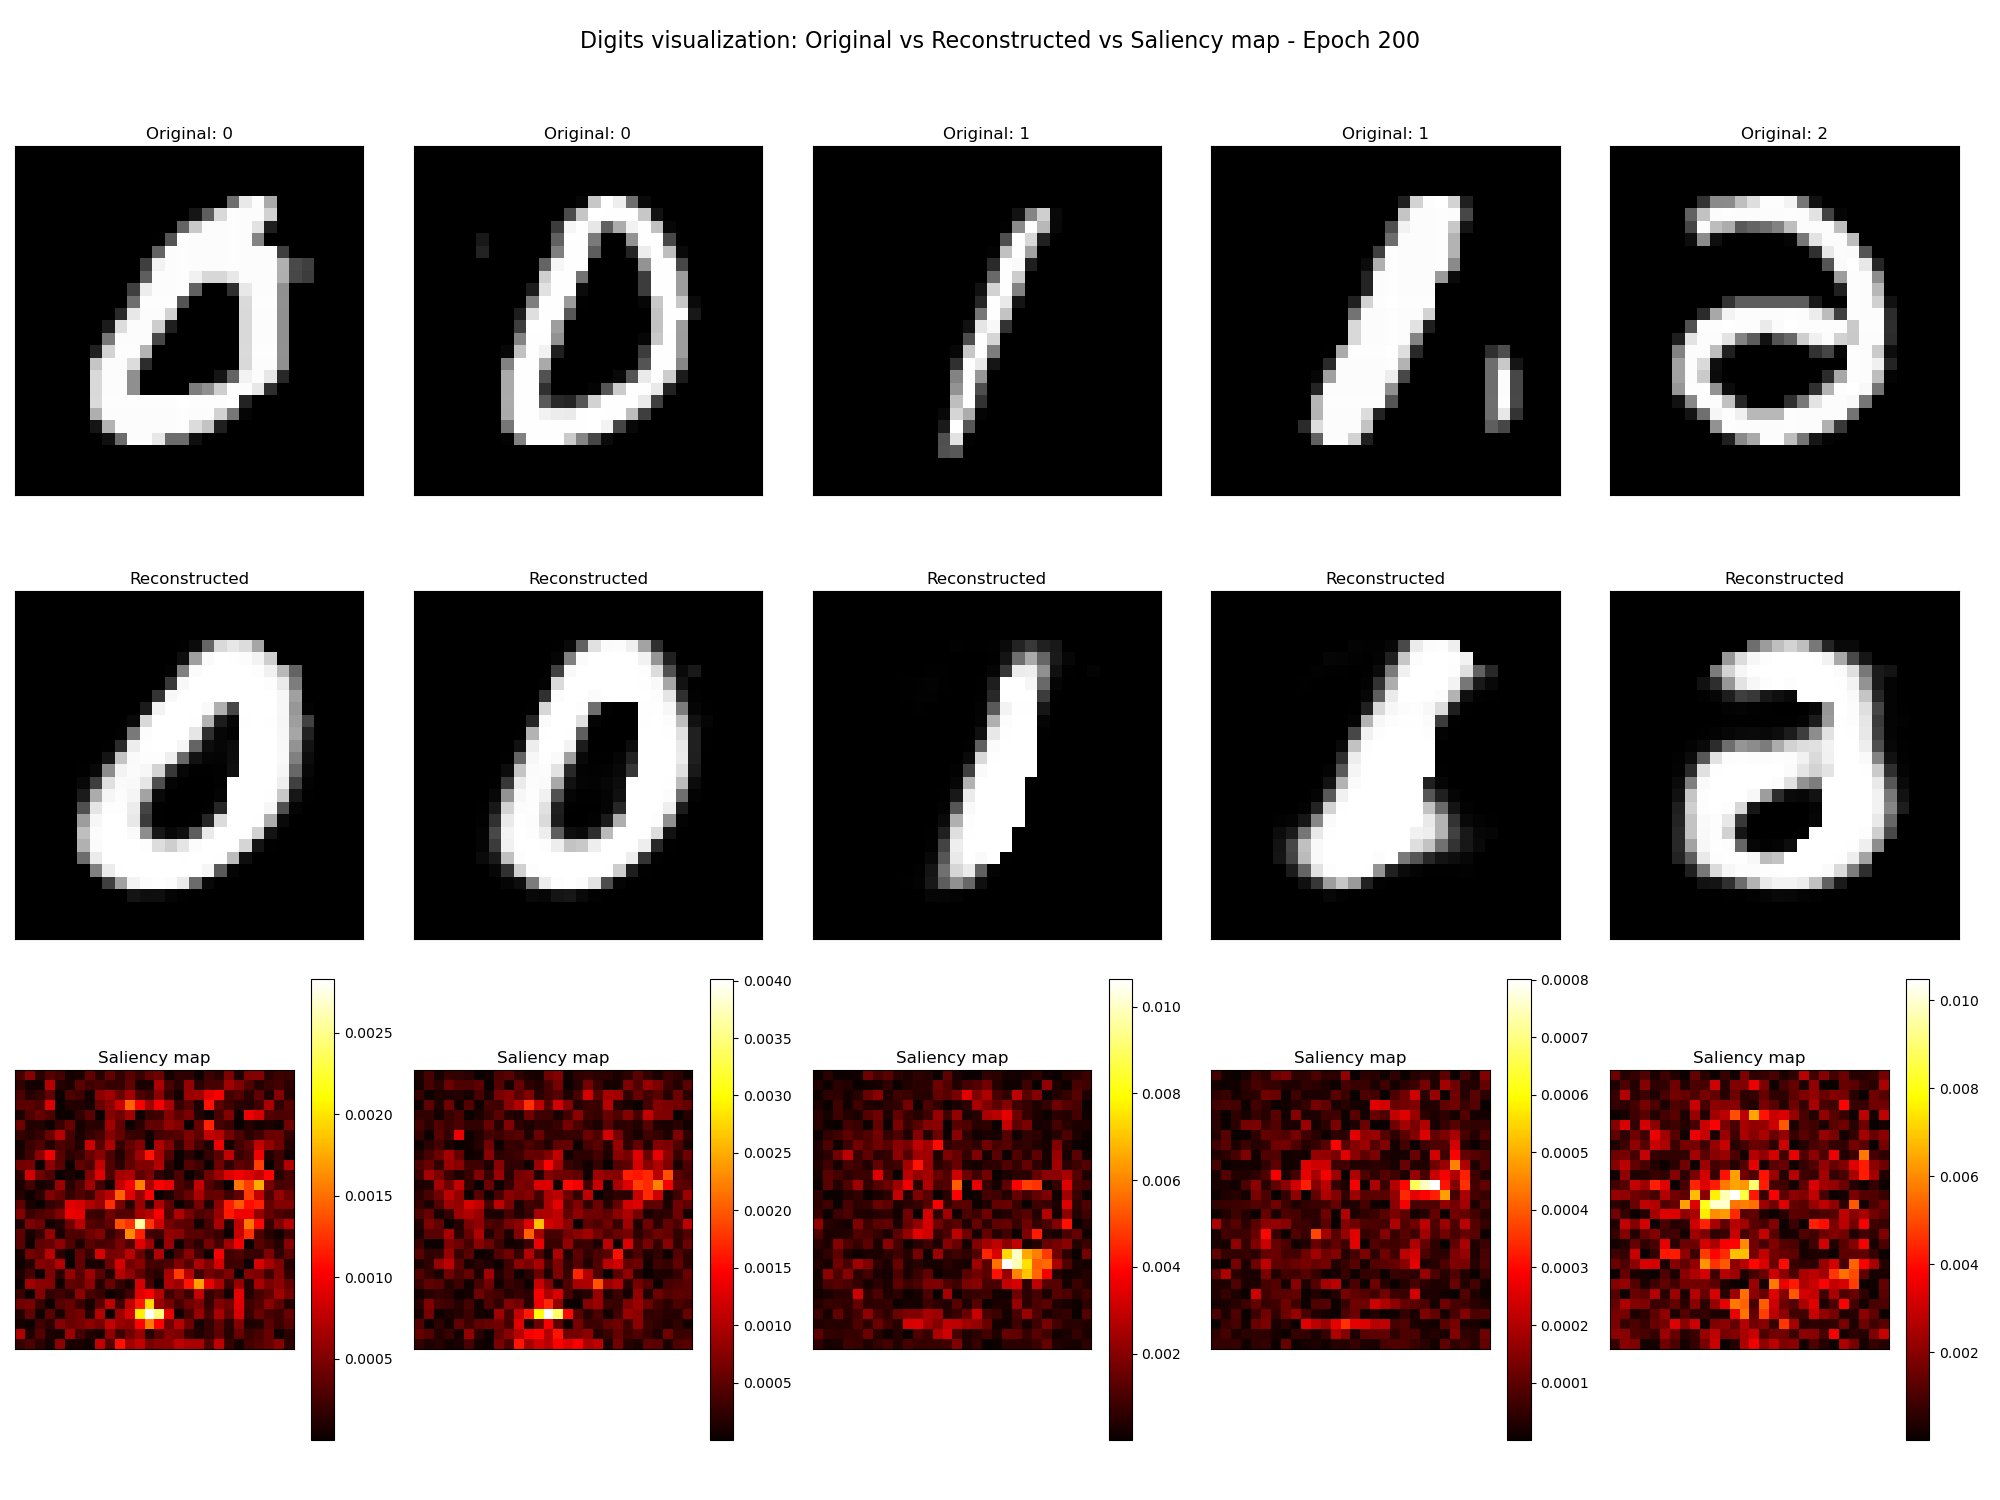 Digits visualization: Original vs Reconstructed vs Saliency map - Epoch 200
Original: 0
Original: 0
Original: 1
Original: 1
Original: 2
Reconstructed
Reconstructed
Reconstructed
Reconstructed
Reconstructed
Saliency map
0.0025
0.0020
0.0015
0.0010
0.0005
Saliency map
0.0040
0.0035
0.0030
0.0025
0.0020
0.0015
0.0010
0.0005
Saliency map
0.010
0.008
0.006
0.004
0.002
Saliency map
0.0008
0.0007
0.0006
0.0005
0.0004
0.0003
0.0002
0.0001
Saliency map
0.010
0.008
0.006
0.004
0.002